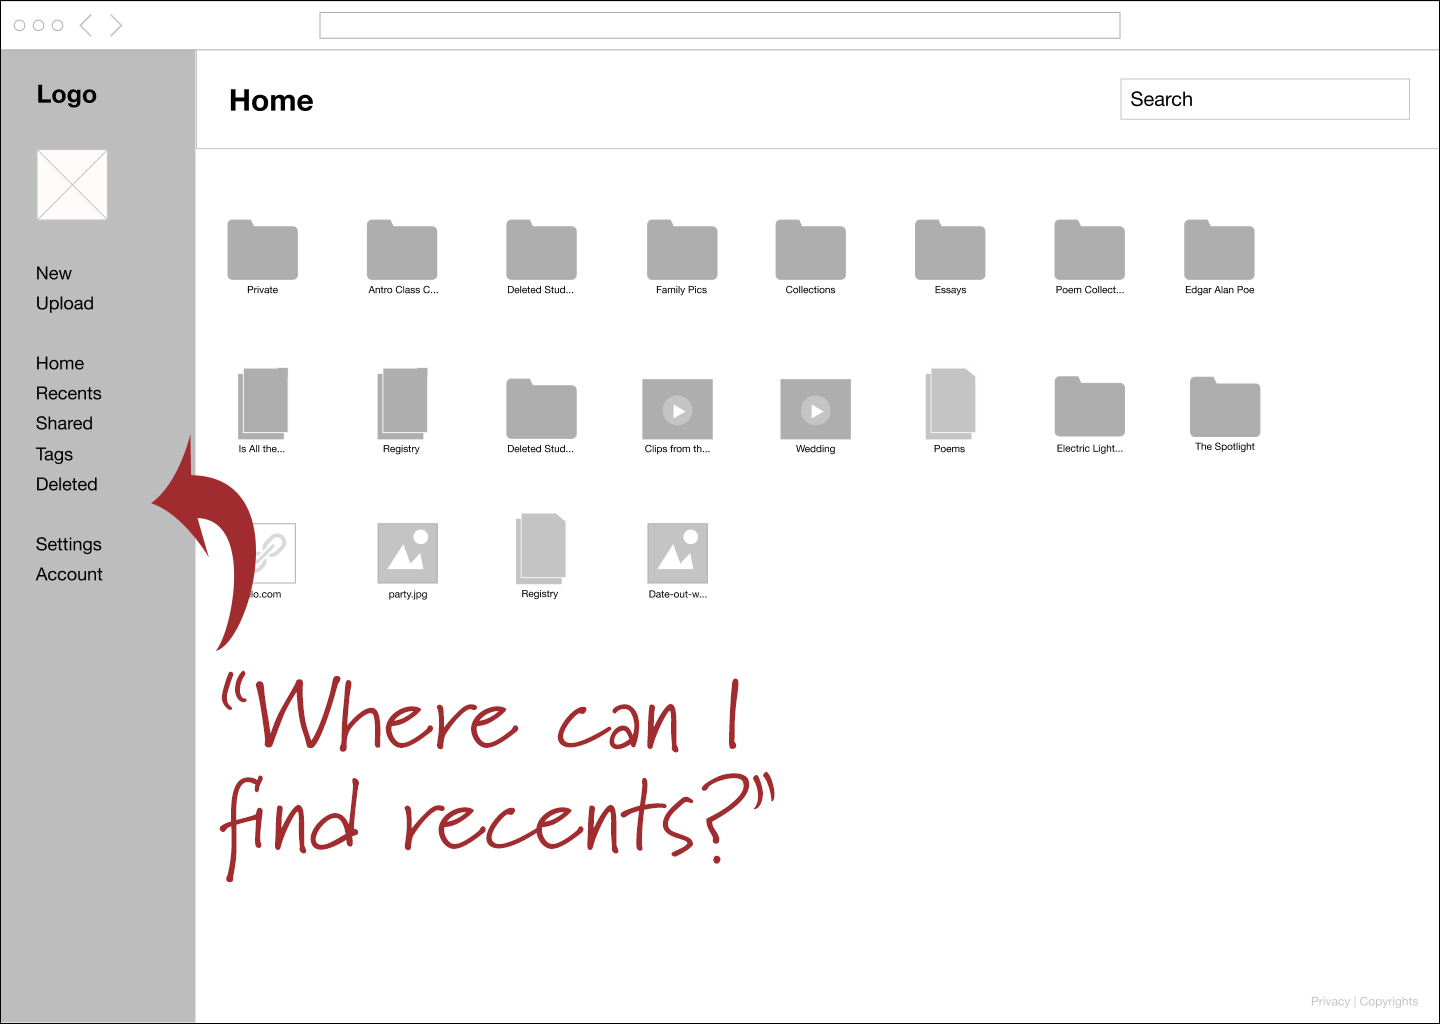 Logo
Home
Search
New
Upload
Home
Recents
Shared
Tags
Deleted
Settings
Account
Private
Antro Class C...
Deleted Stud...
Family Pics
Collections
Essays
Poem Collect...
Edgar Alan Poe
Is All the...
Registry
Deleted Stud...
Clips from th...
Wedding
Poems
Electric Light...
The Spotlight
lo.com
party.jpg
Registry
Date-out-w...
“Where can I
find recents?”
Privacy | Copyrights